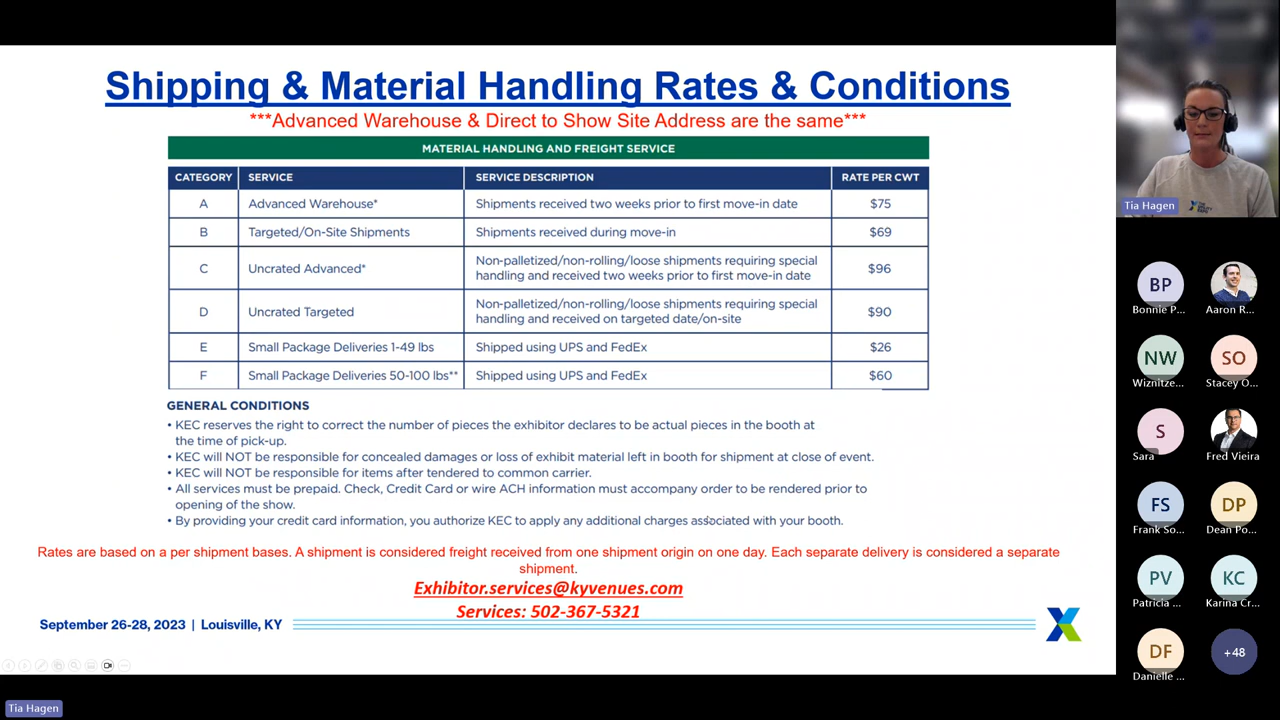 Shipping & Material Handling Rates & Conditions
***Advanced Warehouse & Direct to Show Site Address are the same***
MATERIAL HANDLING AND FREIGHT SERVICE
CATEGORY SERVICE SERVICE DESCRIPTION RATE PER CWT
A Advanced Warehouse* Shipments received two weeks prior to first move-in date $75
B Targeted/On-Site Shipments Shipments received during move-in $69
C Uncrated Advanced* Non-palletized/non-rolling/loose shipments requiring special
handling and received two weeks prior to first move-in date $96
D Uncrated Targeted Non-palletized/non-rolling/loose shipments requiring special
handling and received on targeted date/on-site $90
E Small Package Deliveries 1-49 lbs Shipped using UPS and FedEx $26
F Small Package Deliveries 50-100 lbs** Shipped using UPS and FedEx $60
GENERAL CONDITIONS
• KEC reserves the right to correct the number of pieces the exhibitor declares to be actual pieces in the booth at
the time of pick-up.
• KEC will NOT be responsible for concealed damages or loss of exhibit material left in booth for shipment at close of event.
• KEC will NOT be responsible for items after tendered to common carrier.
• All services must be prepaid. Check, Credit Card or wire ACH information must accompany order to be rendered prior to
opening of the show.
• By providing your credit card information, you authorize KEC to apply any additional charges associated with your booth.
Rates are based on a per shipment bases. A shipment is considered freight received from one shipment origin on one day. Each separate delivery is considered a separate
shipment.
Exhibitor.services@kyvenues.com
Services: 502-367-5321
September 26-28, 2023 | Louisville, KY
Tia Hagen
Tia Hagen
BP
Bonnie P...
Aaron R...
NW
Wiznitze...
SO
Stacey O...
S
Sara
Fred Vieira
FS
Frank So...
DP
Dean Po...
PV
Patricia ...
KC
Karina Cr...
DF
Danielle ...
+48